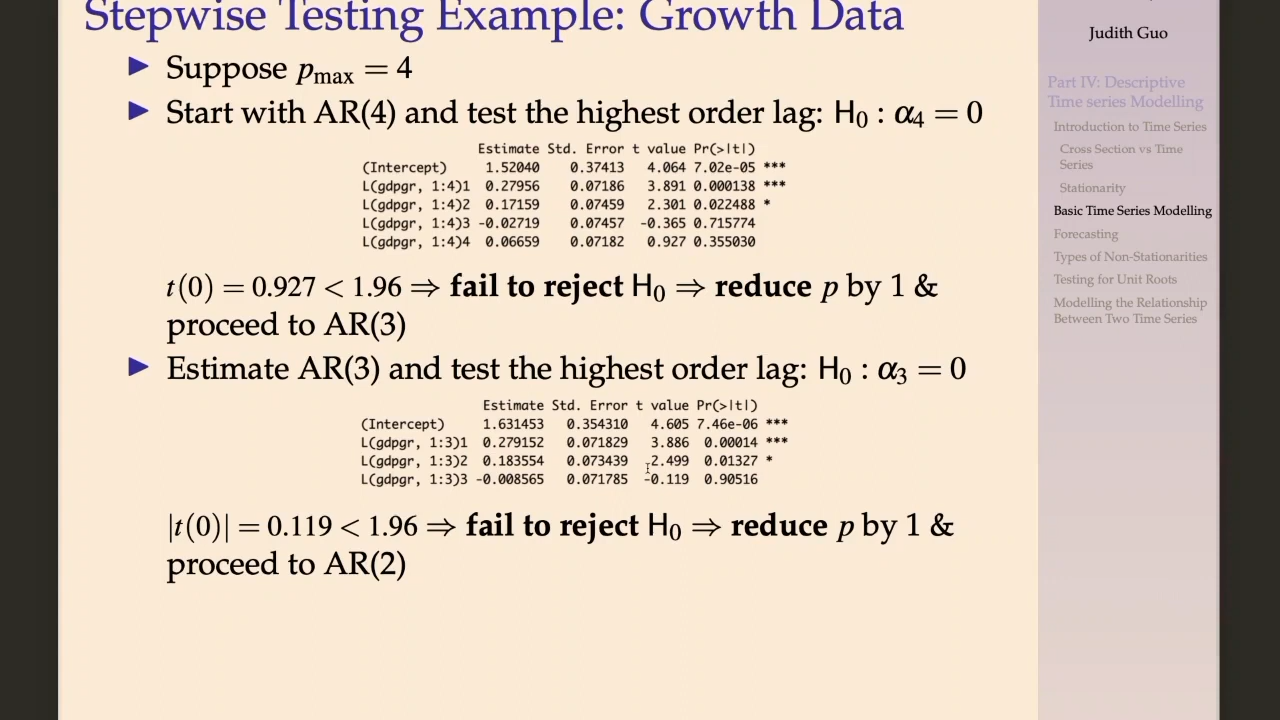 Stepwise Testing Example: Growth Data
▶ Suppose pmax = 4
▶ Start with AR(4) and test the highest order lag: H0 : α4 = 0
Estimate Std. Error t value Pr(>|t|)
(Intercept) 1.52040 0.37413 4.064 7.02e-05 ***
L(gdpgr, 1:4)1 0.27956 0.07186 3.891 0.000138 ***
L(gdpgr, 1:4)2 0.17159 0.07459 2.301 0.022488 *
L(gdpgr, 1:4)3 -0.02719 0.07457 -0.365 0.715774
L(gdpgr, 1:4)4 0.06659 0.07182 0.927 0.355030
t(0) = 0.927 < 1.96 ⇒ fail to reject H0 ⇒ reduce p by 1 &
proceed to AR(3)
▶ Estimate AR(3) and test the highest order lag: H0 : α3 = 0
Estimate Std. Error t value Pr(>|t|)
(Intercept) 1.631453 0.354310 4.605 7.46e-06 ***
L(gdpgr, 1:3)1 0.279152 0.071829 3.886 0.00014 ***
L(gdpgr, 1:3)2 0.183554 0.073439 2.499 0.01327 *
L(gdpgr, 1:3)3 -0.008565 0.071785 -0.119 0.90516
|t(0)| = 0.119 < 1.96 ⇒ fail to reject H0 ⇒ reduce p by 1 &
proceed to AR(2)
Judith Guo
Part IV: Descriptive
Time series Modelling
Introduction to Time Series
Cross Section vs Time
Series
Stationarity
Basic Time Series Modelling
Forecasting
Types of Non-Stationarities
Testing for Unit Roots
Modelling the Relationship
Between Two Time Series